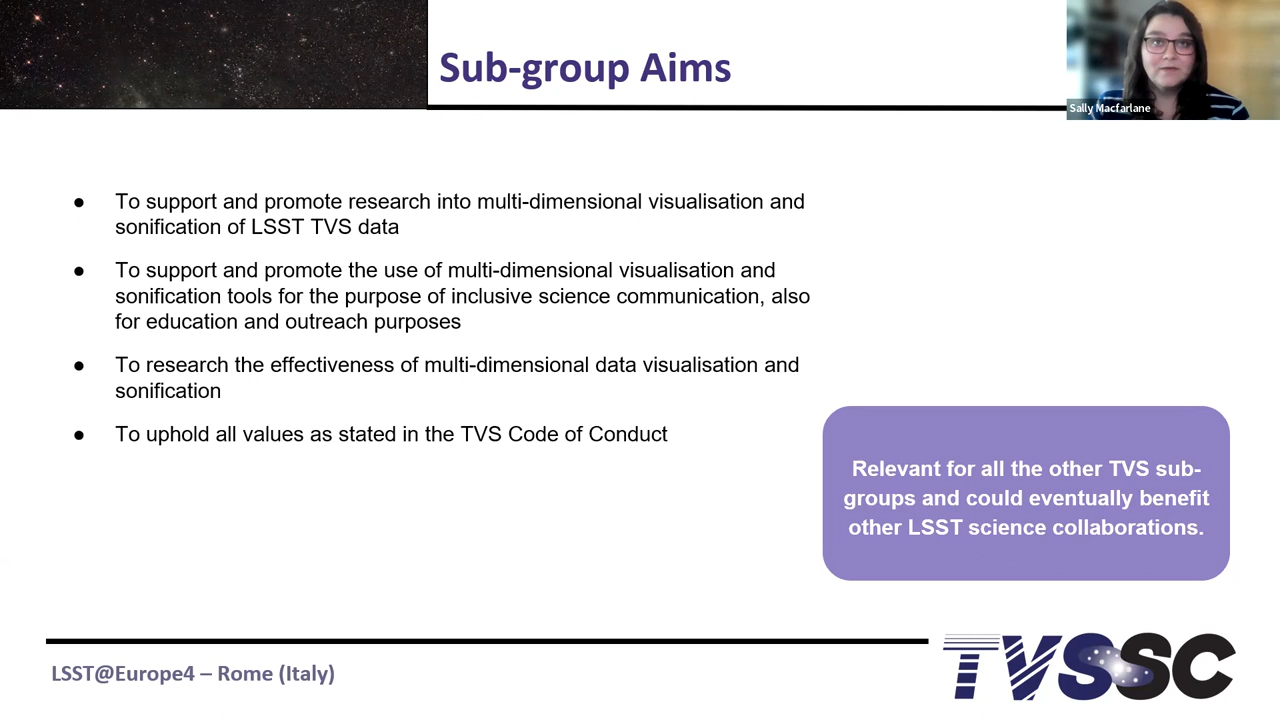 Sub-group Aims
Sally Macfarlane
● To support and promote research into multi-dimensional visualisation and
sonification of LSST TVS data
● To support and promote the use of multi-dimensional visualisation and
sonification tools for the purpose of inclusive science communication, also
for education and outreach purposes
● To research the effectiveness of multi-dimensional data visualisation and
sonification
● To uphold all values as stated in the TVS Code of Conduct
Relevant for all the other TVS sub-
groups and could eventually benefit
other LSST science collaborations.
LSST@Europe4 – Rome (Italy)
TVSSC